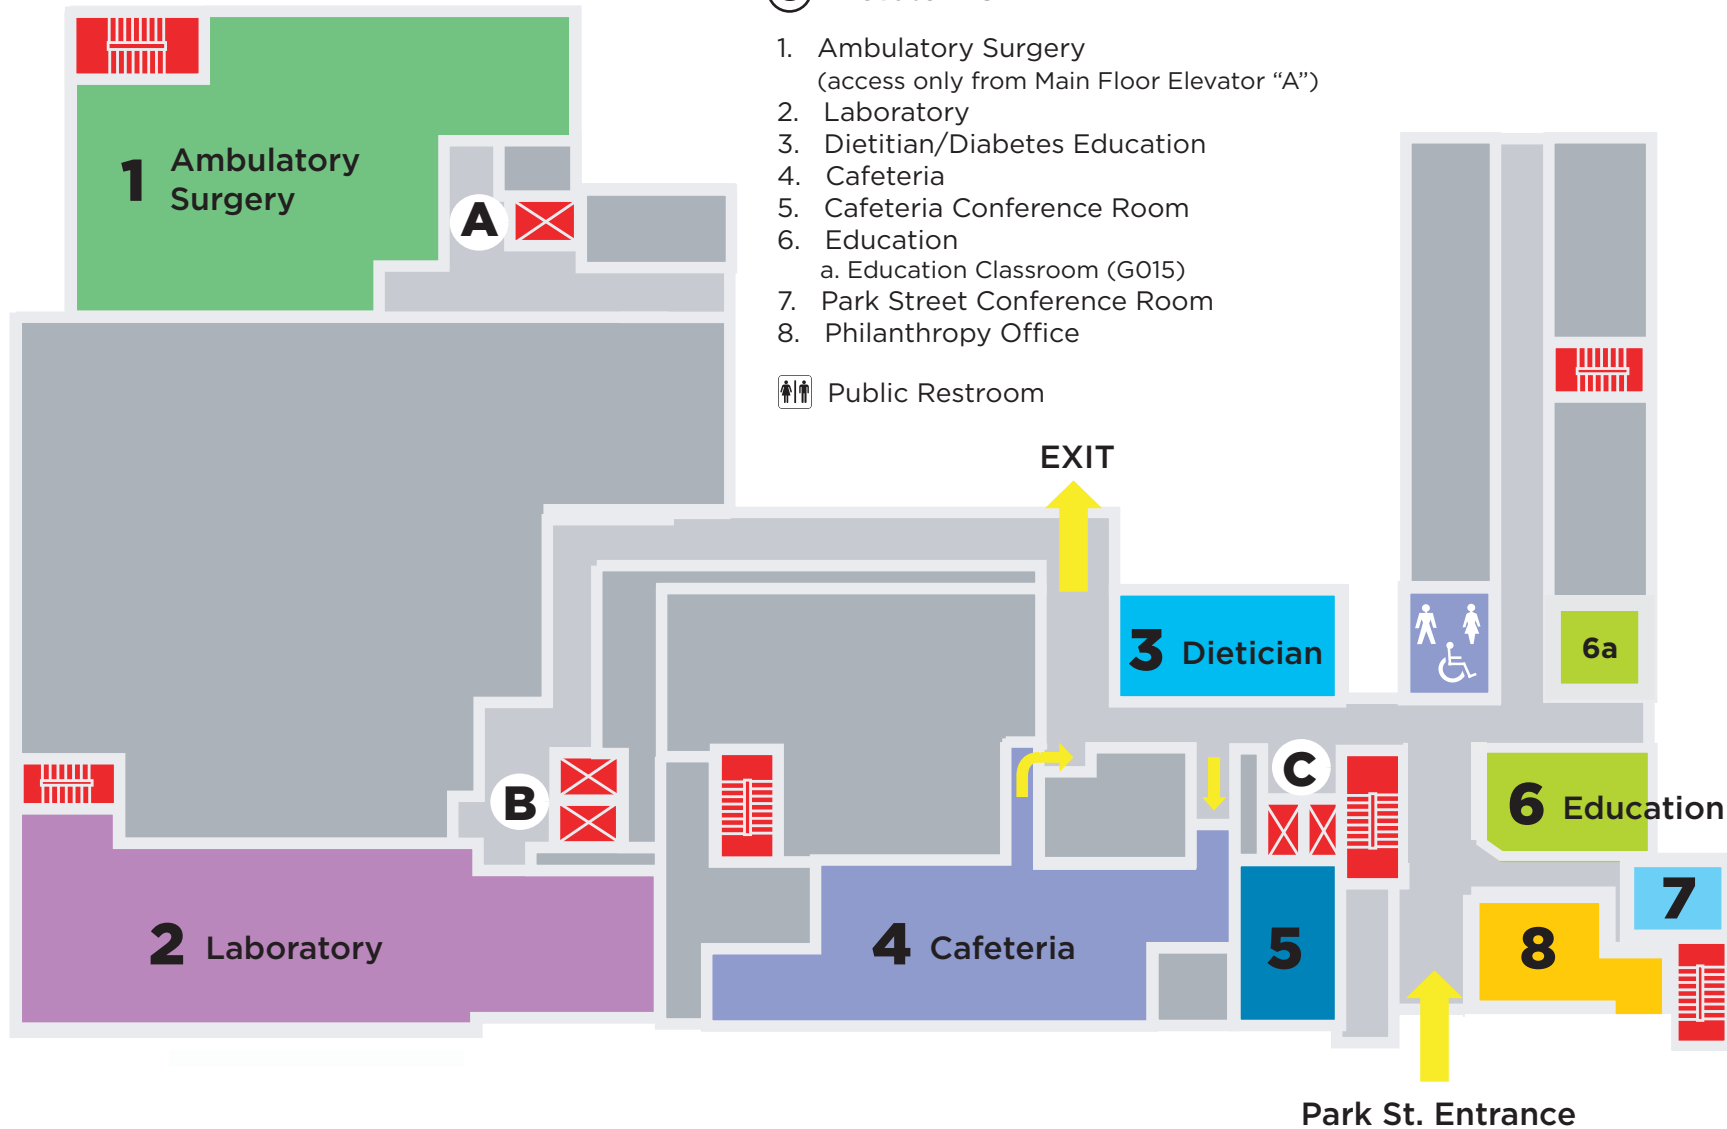 1. Ambulatory Surgery
(access only from Main Floor Elevator “A”)
2. Laboratory
3. Dietitian/Diabetes Education
4. Cafeteria
5. Cafeteria Conference Room
6. Education
a. Education Classroom (G015)
7. Park Street Conference Room
8. Philanthropy Office
Public Restroom
1 Ambulatory
Surgery
A
EXIT
3 Dietician
6a
B
C
6 Education
7
2 Laboratory
4 Cafeteria
5
8
Park St. Entrance